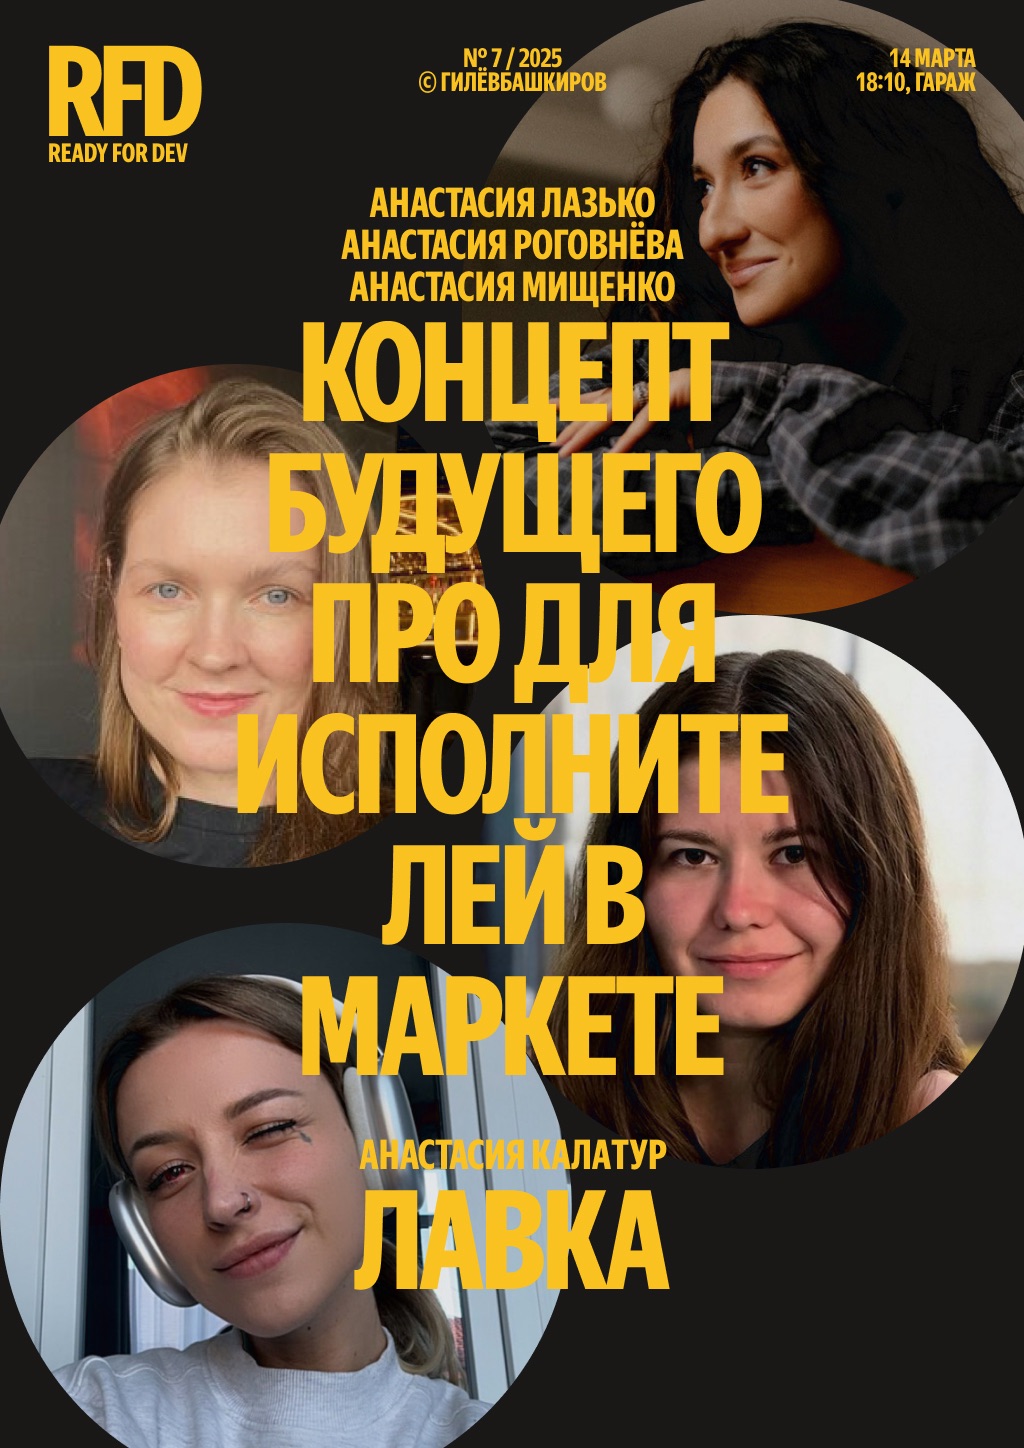 RFD
READY FOR DEV
№ 7 / 2025
© ГИЛЁВБАШКИРОВ
14 МАРТА
18:10, ГАРАЖ
АНАСТАСИЯ ЛАЗЬКО
АНАСТАСИЯ РОГОВНЁВА
АНАСТАСИЯ МИЩЕНКО
КОНЦЕПТ
БУДУЩЕГО
ПРО ДЛЯ
ИСПОЛНИТЕ
ЛЕЙ В
МАРКЕТЕ
АНАСТАСИЯ КАЛАТУР
ЛАВКА